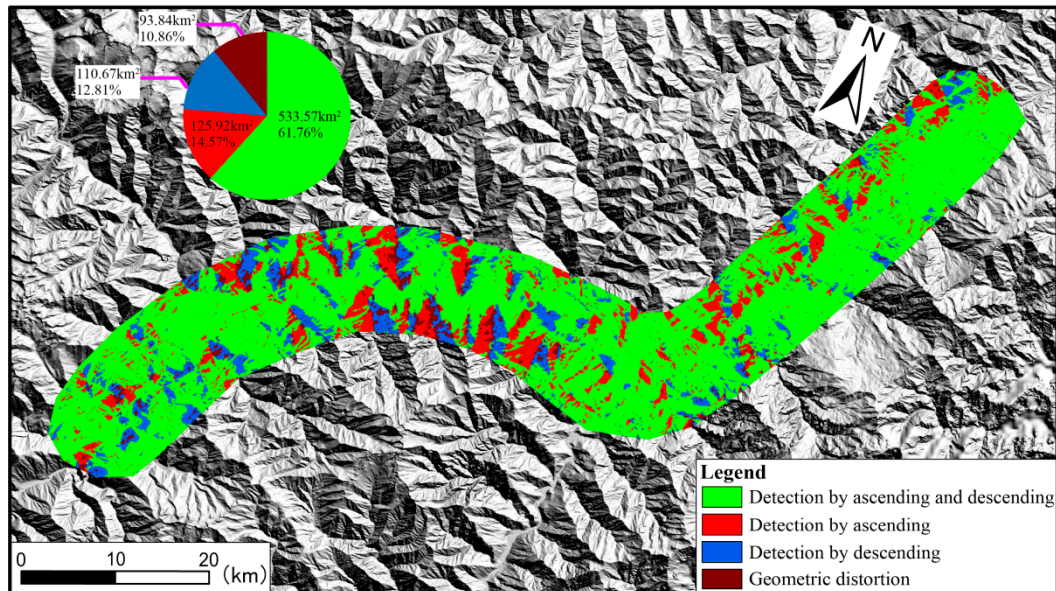 93.84km²
10.86%
110.67km²
12.81%
125.92km²
14.57%
533.57km²
61.76%
N
Legend
Detection by ascending and descending
Detection by ascending
Detection by descending
Geometric distortion
0 10 20
(km)